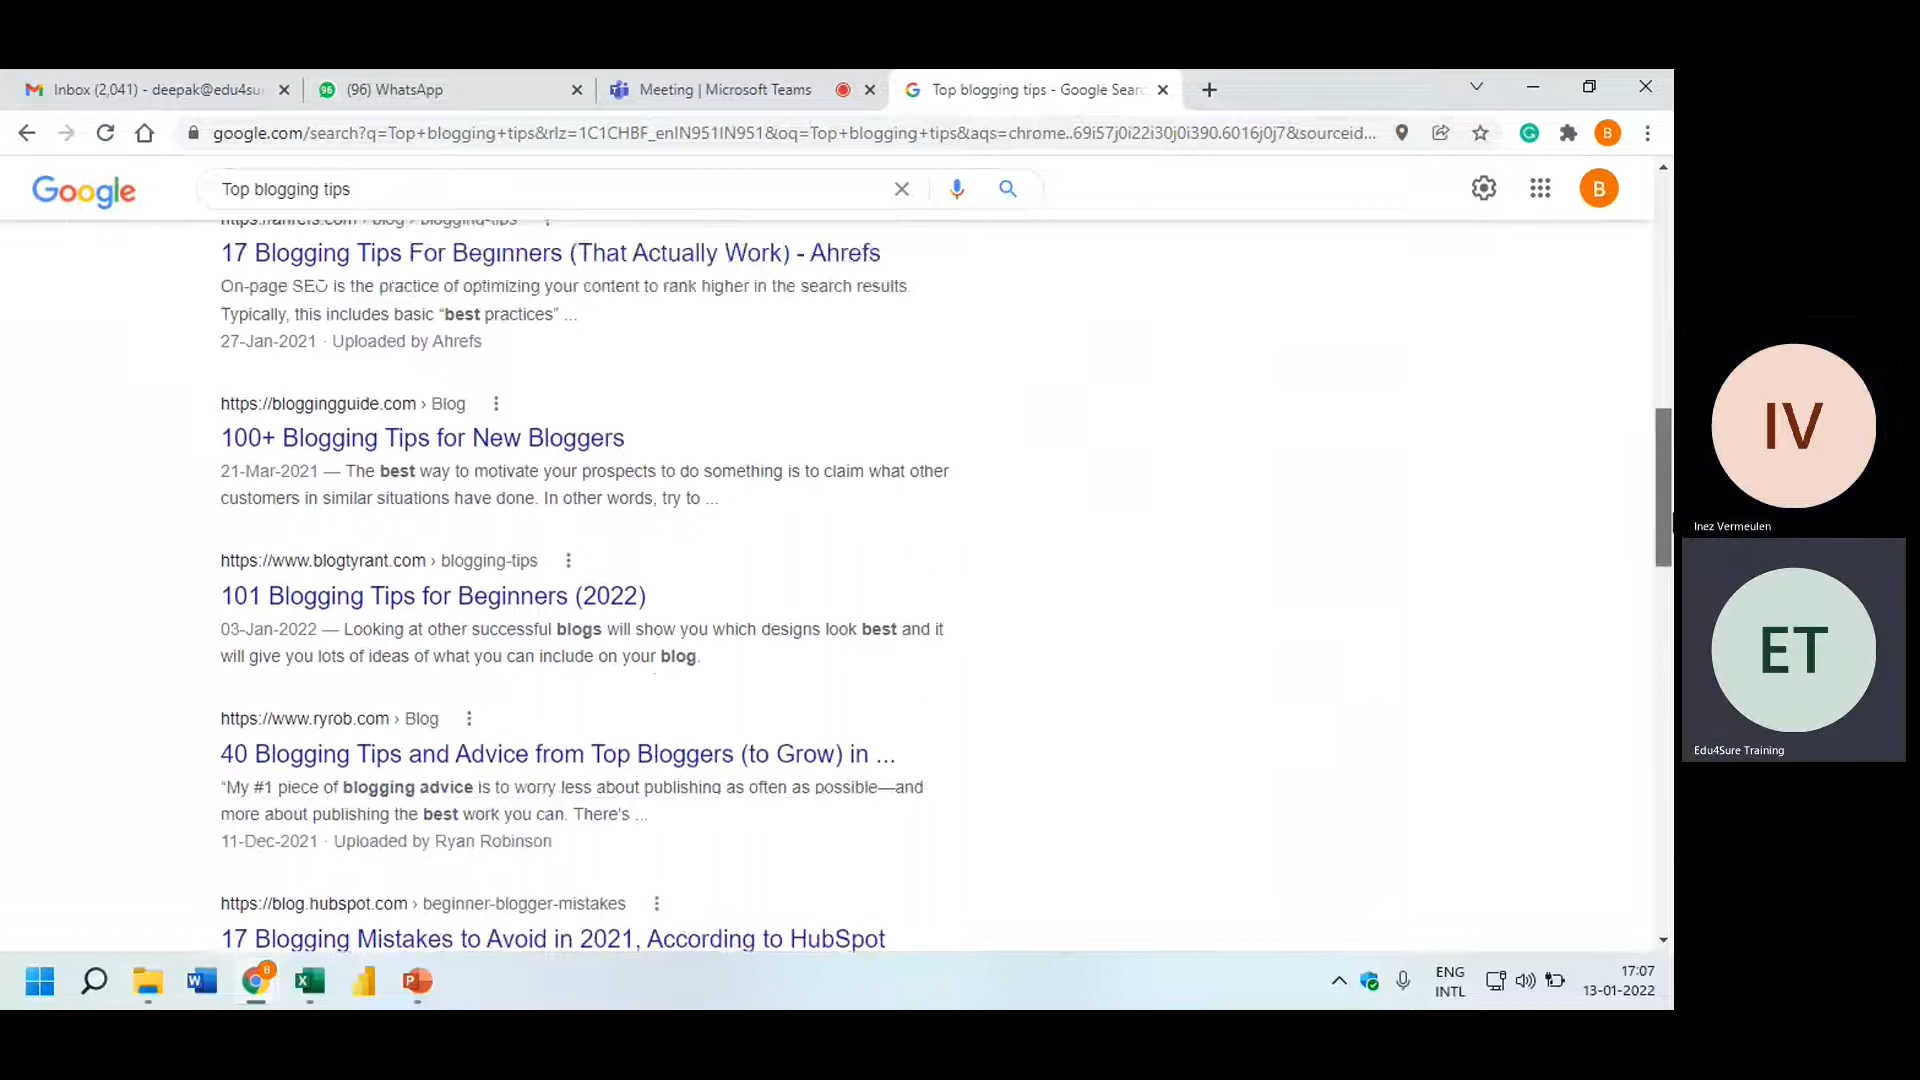 Inbox (2,041) - deepak@edu4su
96
(96) WhatsApp
Meeting | Microsoft Teams
Top blogging tips - Google Sear
google.com/search?q=Top+blogging+tips&rlz=1C1CHBF_enIN951IN951&oq=Top+blogging+tips&aqs=chrome..69i57j0i22i30j0i390.6016j0j7&sourceid...
B
Google
Top blogging tips
B
https://ahrefs.com › blog › blogging-tips
17 Blogging Tips For Beginners (That Actually Work) - Ahrefs
On-page SEO is the practice of optimizing your content to rank higher in the search results.
Typically, this includes basic “best practices” ...
27-Jan-2021 · Uploaded by Ahrefs
https://bloggingguide.com › Blog
100+ Blogging Tips for New Bloggers
21-Mar-2021 — The best way to motivate your prospects to do something is to claim what other
customers in similar situations have done. In other words, try to ...
https://www.blogtyrant.com › blogging-tips
101 Blogging Tips for Beginners (2022)
03-Jan-2022 — Looking at other successful blogs will show you which designs look best and it
will give you lots of ideas of what you can include on your blog.
https://www.ryrob.com › Blog
40 Blogging Tips and Advice from Top Bloggers (to Grow) in ...
“My #1 piece of blogging advice is to worry less about publishing as often as possible—and
more about publishing the best work you can. There's ...
11-Dec-2021 · Uploaded by Ryan Robinson
https://blog.hubspot.com › beginner-blogger-mistakes
17 Blogging Mistakes to Avoid in 2021, According to HubSpot
IV
Inez Vermeulen
ET
Edu4Sure Training
ENG
INTL
17:07
13-01-2022